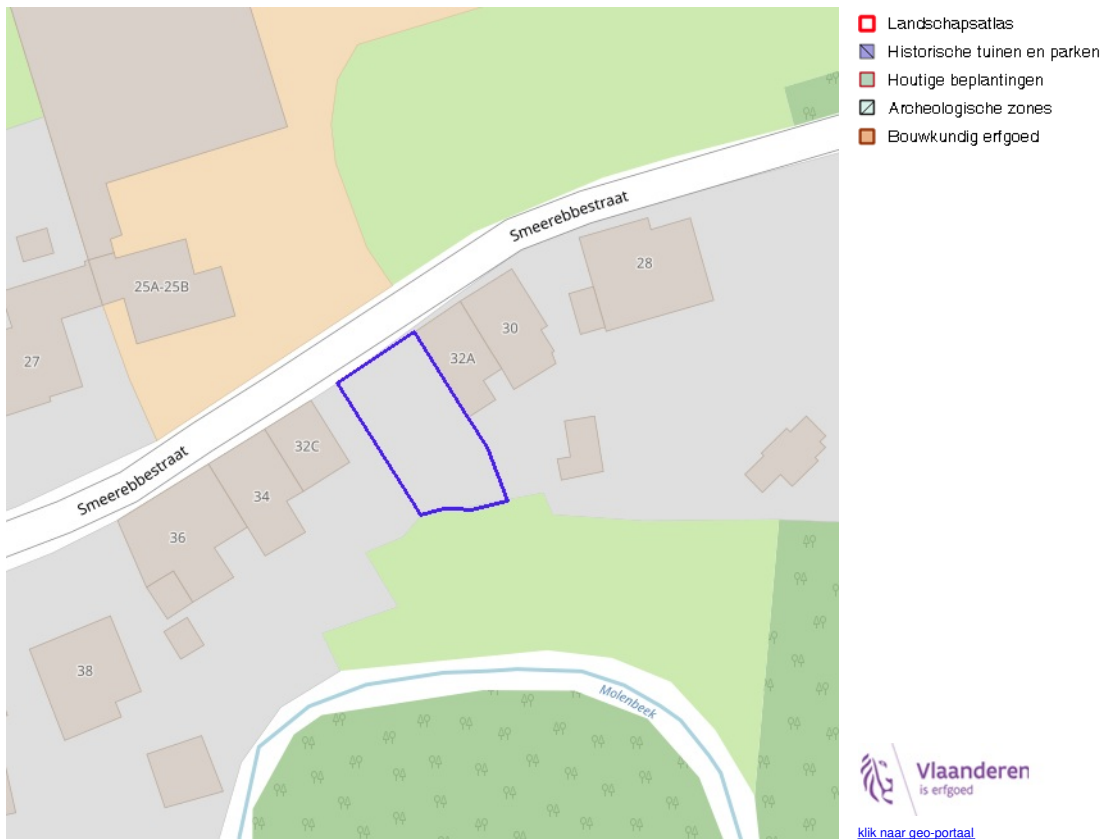 Landschapsatlas
Historische tuinen en parken
Houtige beplantingen
Archeologische zones
Bouwkundig erfgoed
Smeerebbestraat
28
25A-25B
30
32A
27
32C
Smeerebbestraat
34
36
38
Molenbeek
Vlaanderen
is erfgoed
klik naar geo-portaal